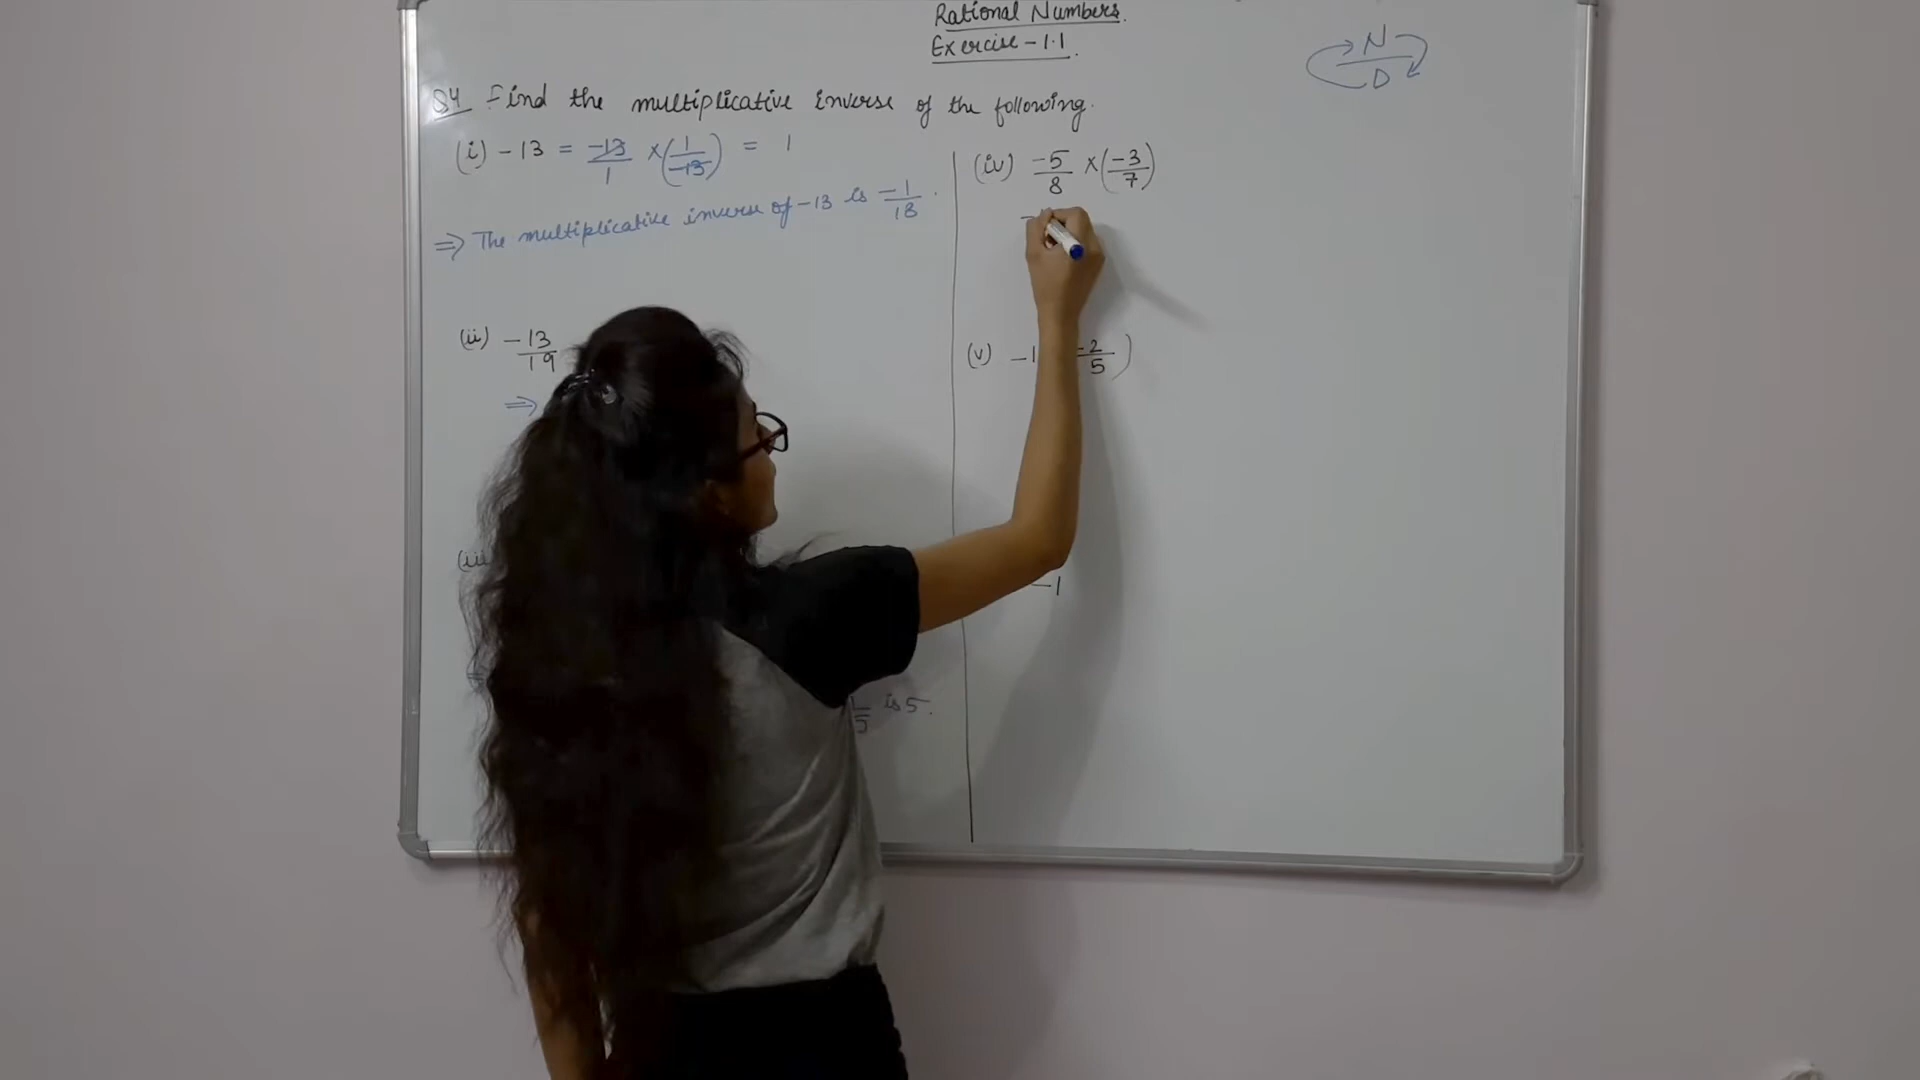 Rational Numbers.
Exercise - 1.1.
N
D
Q4 Find the multiplicative inverse of the following.
(i) -13 = -13/1 × (1/-13) = 1
⇒ The multiplicative inverse of -13 is -1/13.
(ii) -13/19
⇒
(iii
1/5 is 5.
(iv) -5/8 × (-3/7)
(v) -1 -2/5)
-1